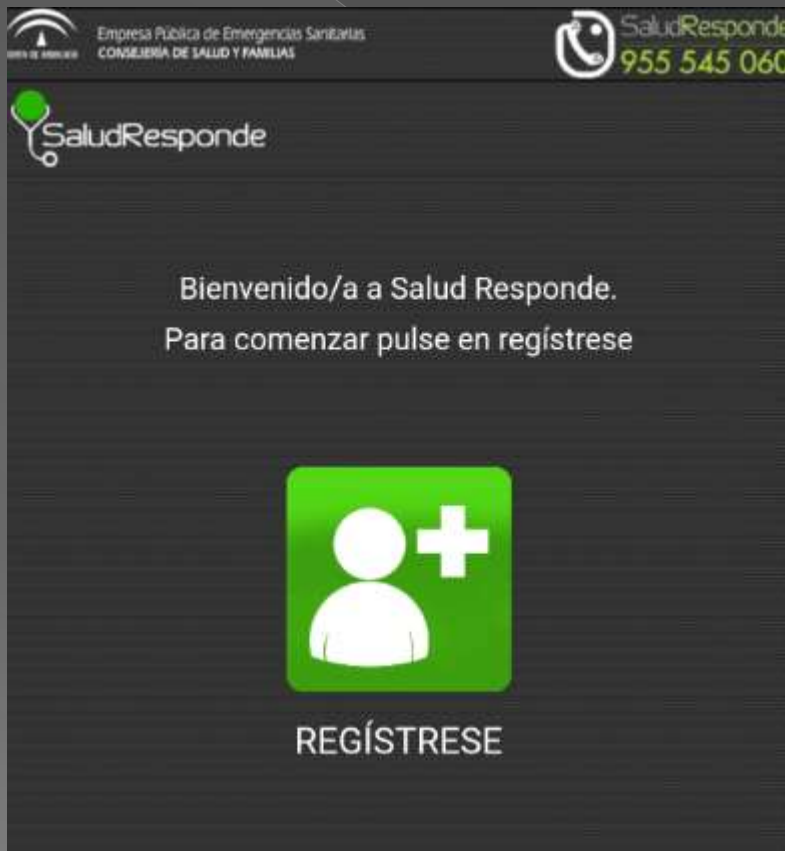 Empresa Pública de Emergencias Sanitarias
CONSEJERÍA DE SALUD Y FAMILIAS
SaludResponde
955 545 060
SaludResponde
Bienvenido/a a Salud Responde.
Para comenzar pulse en regístrese
REGÍSTRESE